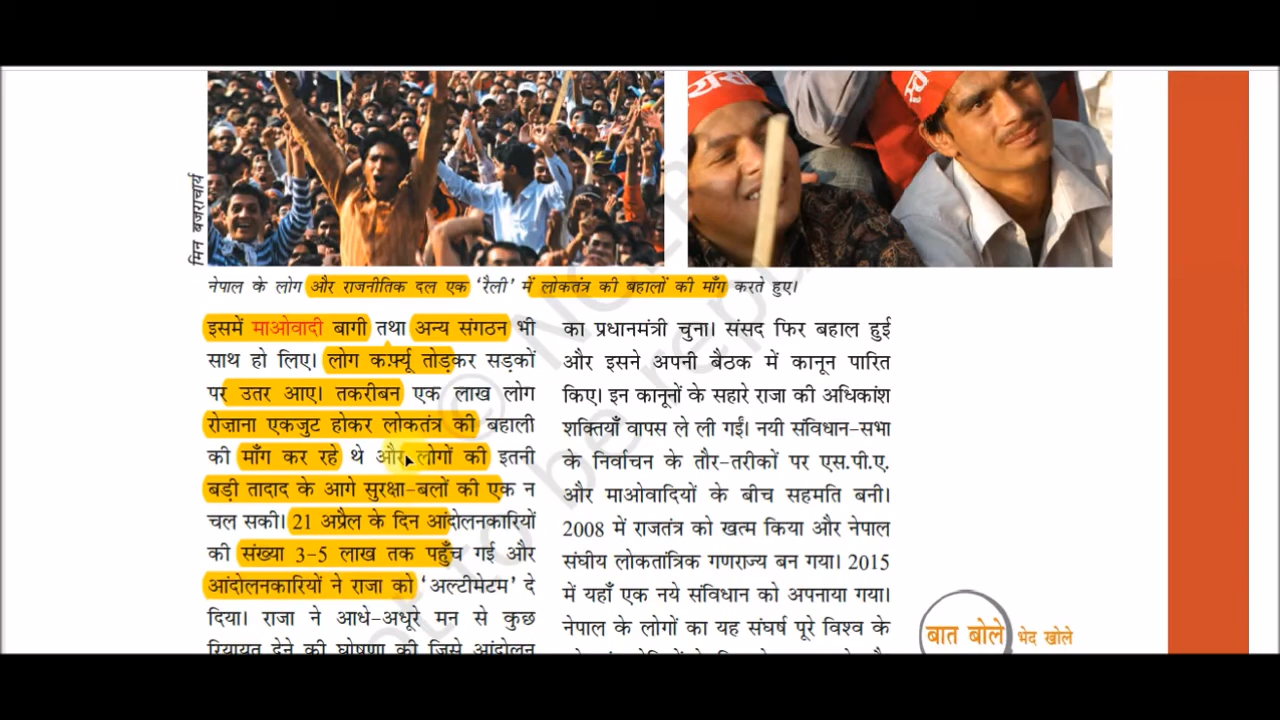 मिन बजराचार्य
नेपाल के लोग और राजनीतिक दल एक ‘रैली’ में लोकतंत्र की बहालों की माँग करते हुए।
इसमें माओवादी बागी तथा अन्य संगठन भी
साथ हो लिए। लोग कर्फ़्यू तोड़कर सड़कों
पर उतर आए। तकरीबन एक लाख लोग
रोज़ाना एकजुट होकर लोकतंत्र की बहाली
की माँग कर रहे थे और लोगों की इतनी
बड़ी तादाद के आगे सुरक्षा-बलों की एक न
चल सकी। 21 अप्रैल के दिन आंदोलनकारियों
की संख्या 3-5 लाख तक पहुँच गई और
आंदोलनकारियों ने राजा को ‘अल्टीमेटम’ दे
दिया। राजा ने आधे-अधूरे मन से कुछ
रियायत देने की घोषणा की जिसे आंदोलन
का प्रधानमंत्री चुना। संसद फिर बहाल हुई
और इसने अपनी बैठक में कानून पारित
किए। इन कानूनों के सहारे राजा की अधिकांश
शक्तियाँ वापस ले ली गईं। नयी संविधान-सभा
के निर्वाचन के तौर-तरीकों पर एस.पी.ए.
और माओवादियों के बीच सहमति बनी।
2008 में राजतंत्र को खत्म किया और नेपाल
संघीय लोकतांत्रिक गणराज्य बन गया। 2015
में यहाँ एक नये संविधान को अपनाया गया।
नेपाल के लोगों का यह संघर्ष पूरे विश्व के
बात बोले भेद खोले